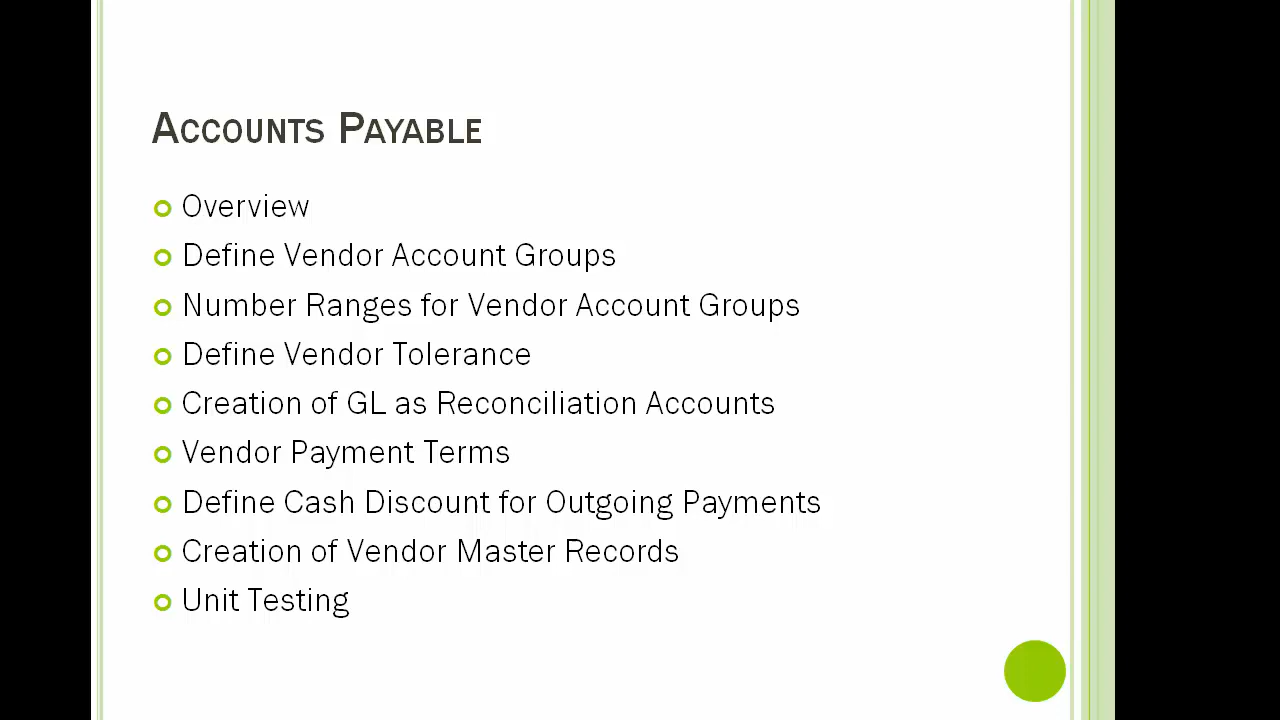 Accounts Payable
Overview
Define Vendor Account Groups
Number Ranges for Vendor Account Groups
Define Vendor Tolerance
Creation of GL as Reconciliation Accounts
Vendor Payment Terms
Define Cash Discount for Outgoing Payments
Creation of Vendor Master Records
Unit Testing